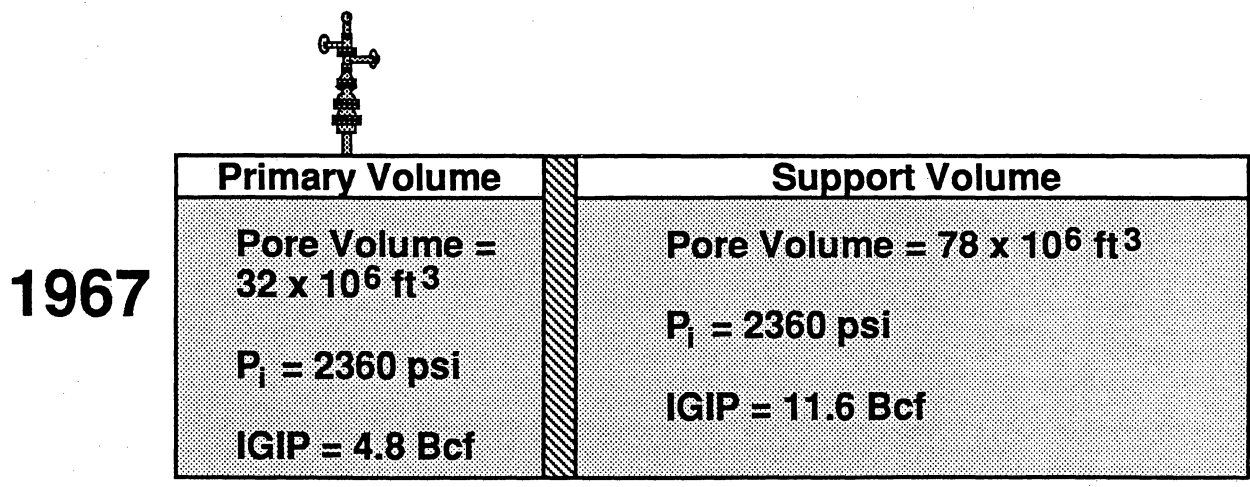 Primary Volume
Support Volume
1967
Pore Volume =
32 x 10⁶ ft³
Pᵢ = 2360 psi
IGIP = 4.8 Bcf
Pore Volume = 78 x 10⁶ ft³
Pᵢ = 2360 psi
IGIP = 11.6 Bcf